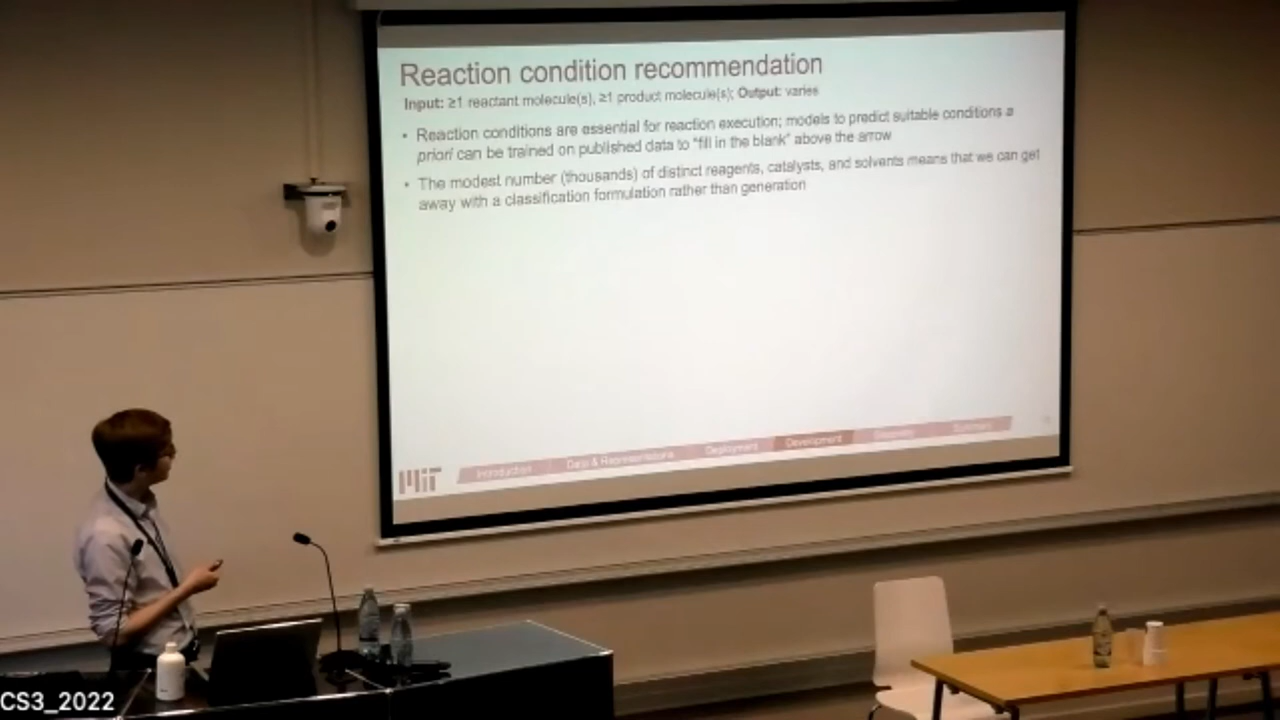 Reaction condition recommendation
Input: ≥1 reactant molecule(s), ≥1 product molecule(s); Output: varies
• Reaction conditions are essential for reaction execution; models to predict suitable conditions a
priori can be trained on published data to "fill in the blank" above the arrow
• The modest number (thousands) of distinct reagents, catalysts, and solvents means that we can get
away with a classification formulation rather than generation
MIT
Introduction
Data & Representations
Deployment
Development
Summary
CS3_2022